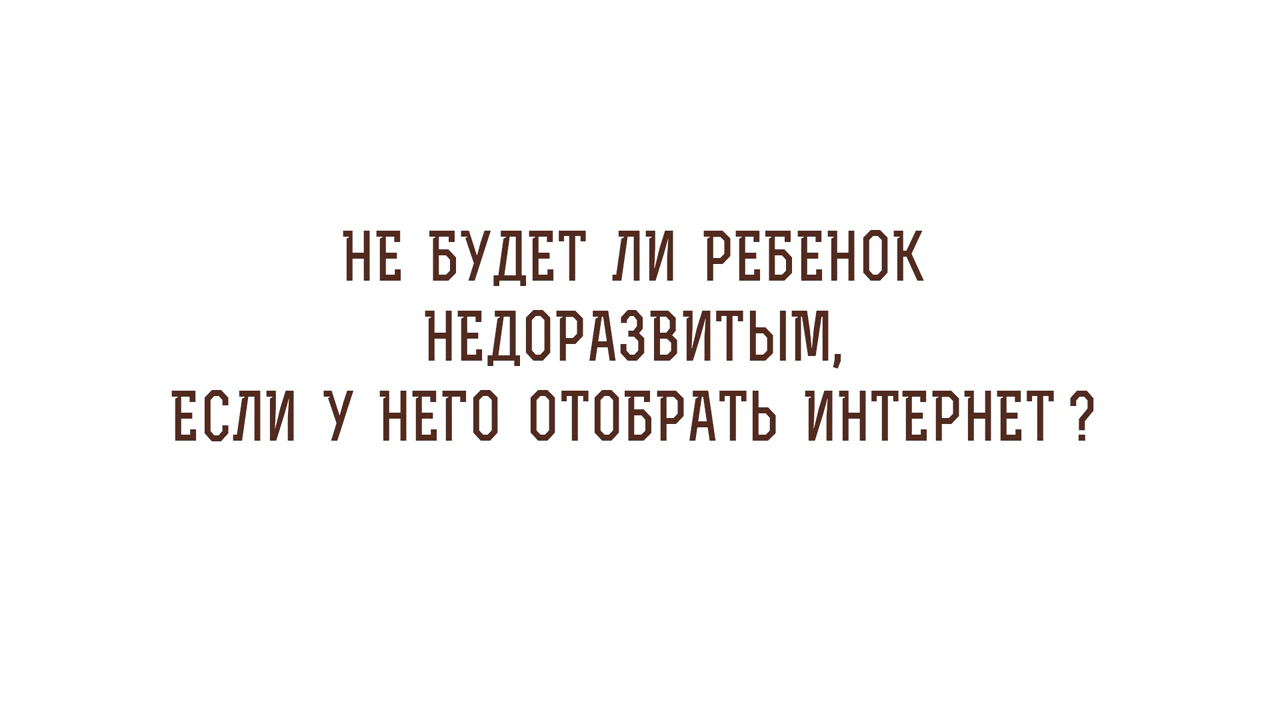 НЕ БУДЕТ ЛИ РЕБЕНОК
НЕДОРАЗВИТЫМ,
ЕСЛИ У НЕГО ОТОБРАТЬ ИНТЕРНЕТ ?